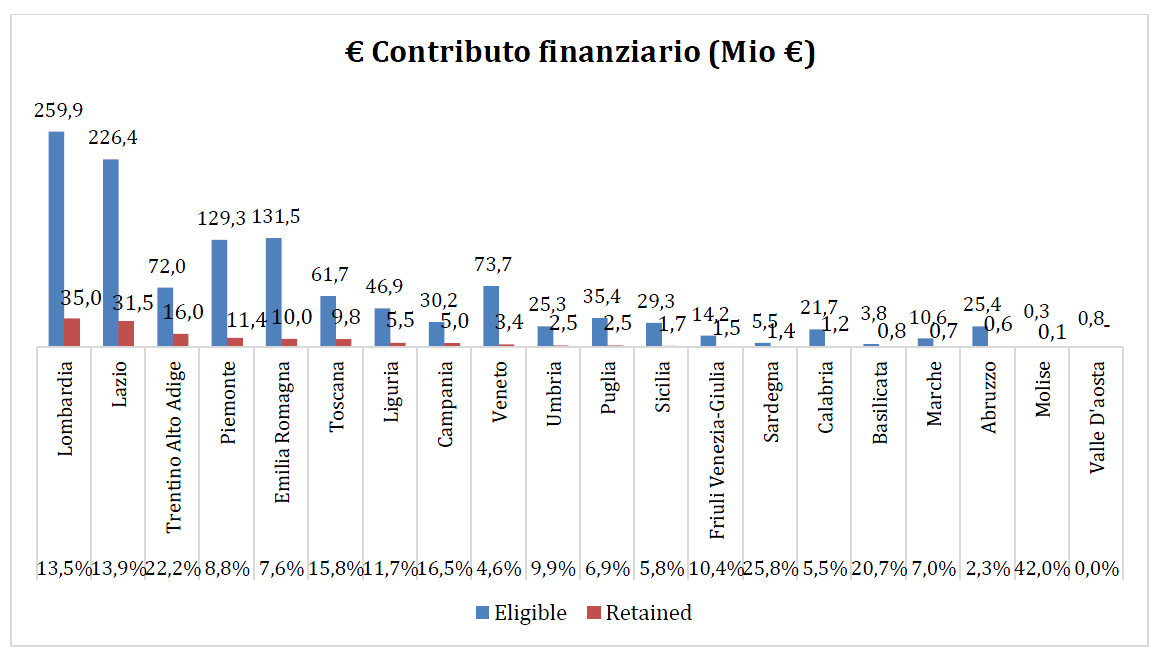 € Contributo finanziario (Mio €)
259,9
35,0
226,4
31,5
72,0
16,0
129,3
11,4
131,5
10,0
61,7
9,8
46,9
5,5
30,2
5,0
73,7
3,4
25,3
2,5
35,4
2,5
29,3
1,7
14,2
1,5
5,5
1,4
21,7
1,2
3,8
0,8
10,6
0,7
25,4
0,6
0,3
0,1
0,8
-
Lombardia
Lazio
Trentino Alto Adige
Piemonte
Emilia Romagna
Toscana
Liguria
Campania
Veneto
Umbria
Puglia
Sicilia
Friuli Venezia-Giulia
Sardegna
Calabria
Basilicata
Marche
Abruzzo
Molise
Valle D'aosta
13,5% 13,9% 22,2% 8,8% 7,6% 15,8% 11,7% 16,5% 4,6% 9,9% 6,9% 5,8% 10,4% 25,8% 5,5% 20,7% 7,0% 2,3% 42,0% 0,0%
Eligible Retained